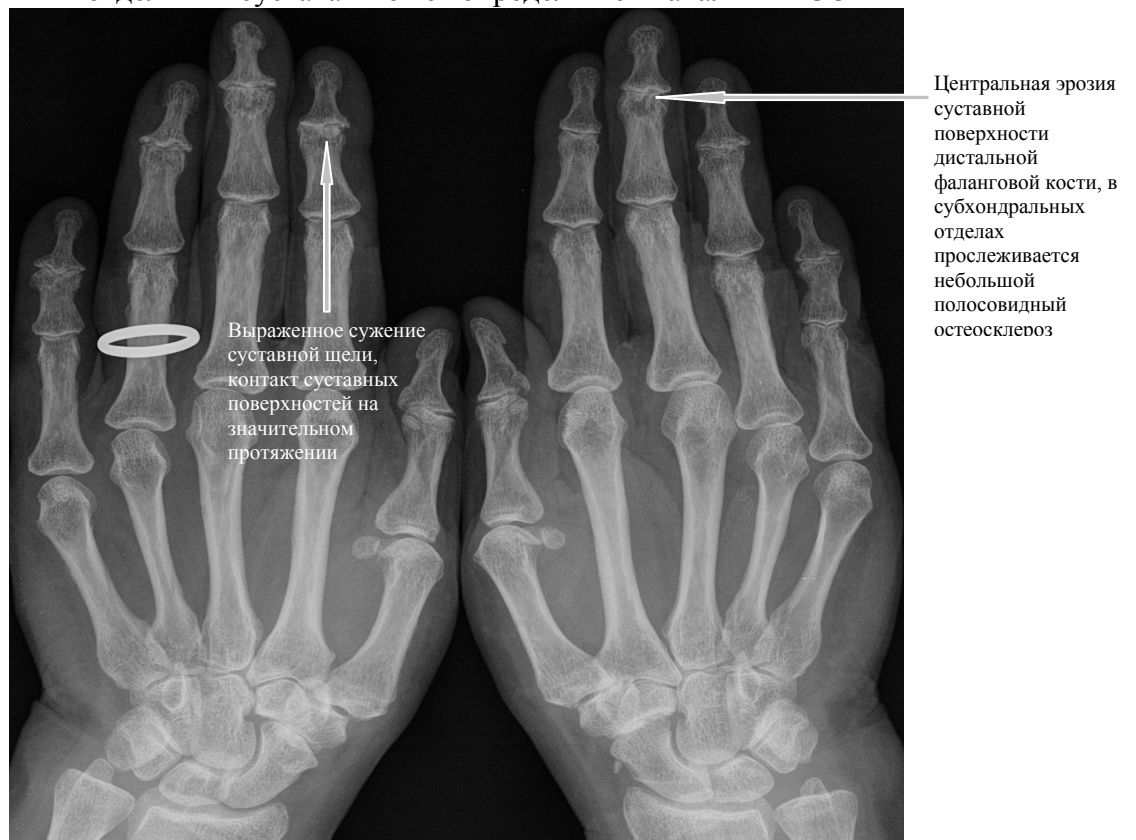 Выраженное сужение
суставной щели,
контакт суставных
поверхностей на
значительном
протяжении
Центральная эрозия
суставной
поверхности
дистальной
фаланговой кости, в
субхондральных
отделах
прослеживается
небольшой
полосовидный
остеосклероз